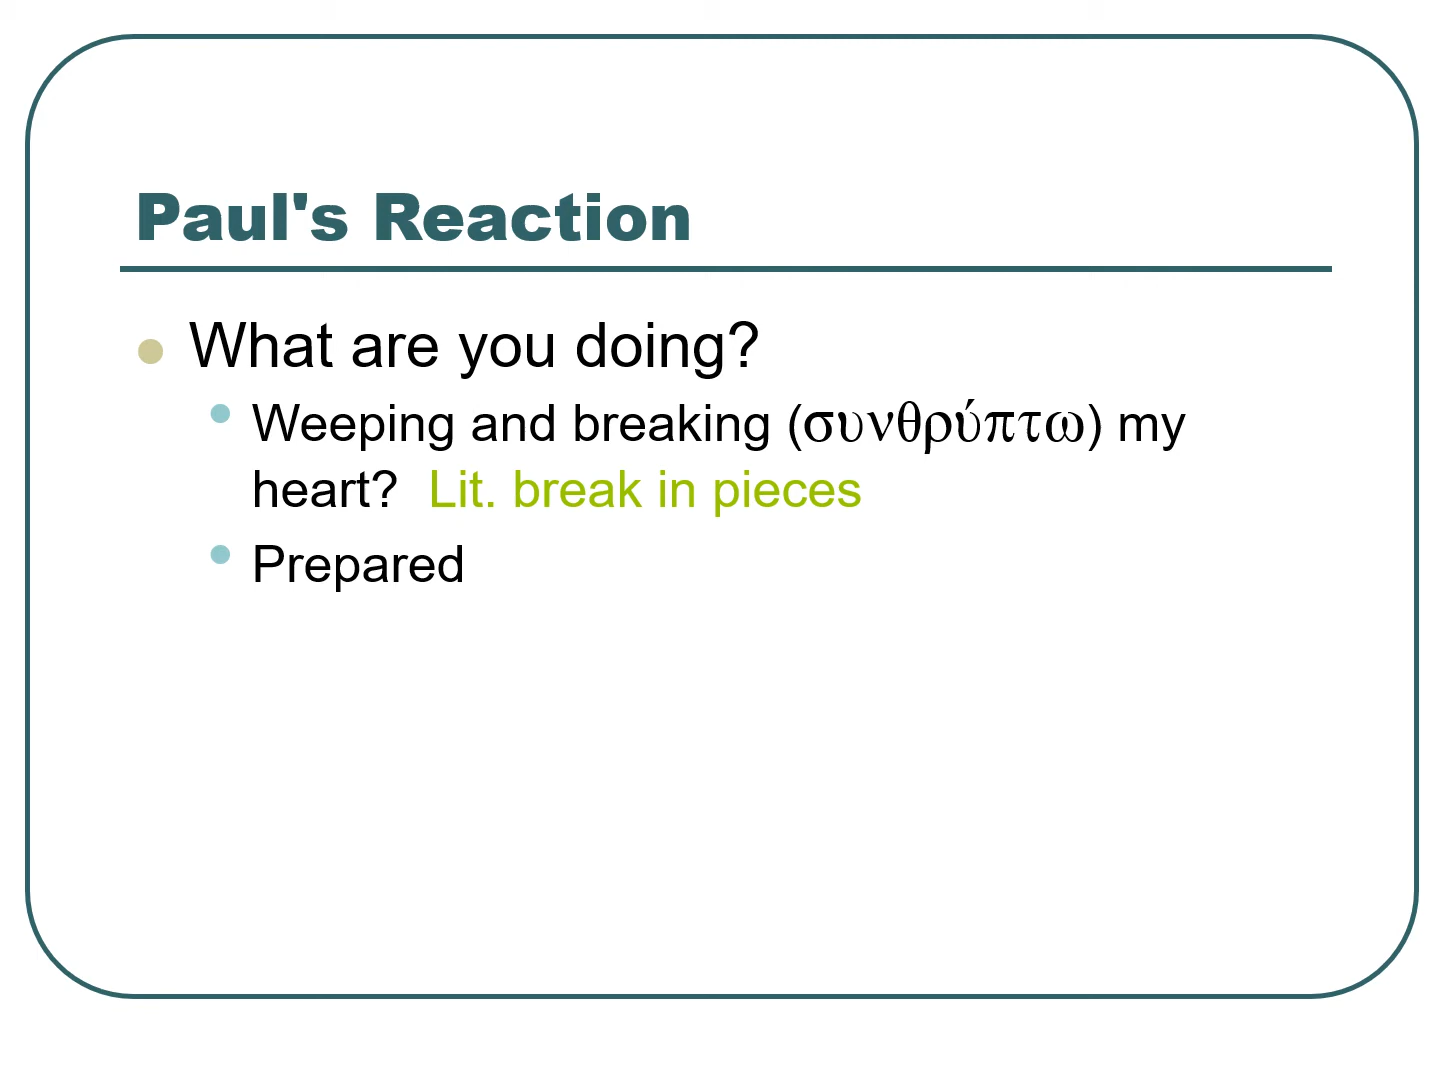 Paul's Reaction
What are you doing?
Weeping and breaking (συνθρύπτω) my
heart?  Lit. break in pieces
Prepared